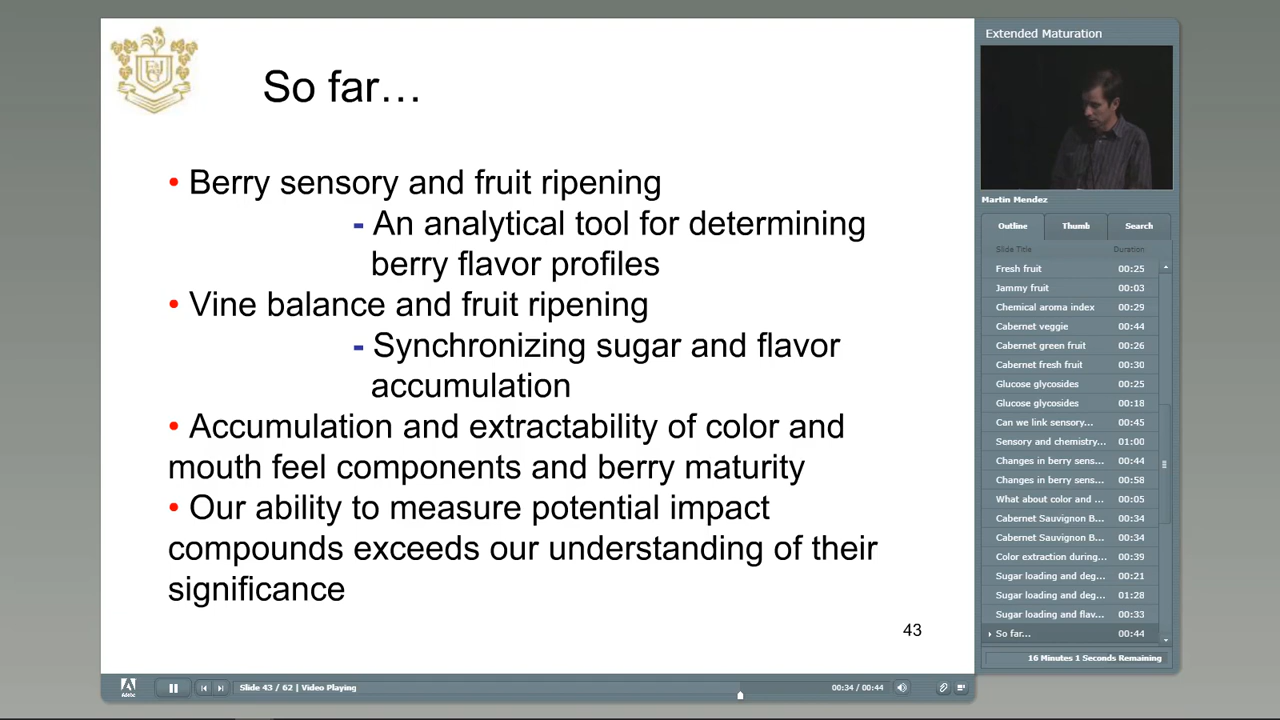 So far…
• Berry sensory and fruit ripening
- An analytical tool for determining
berry flavor profiles
• Vine balance and fruit ripening
- Synchronizing sugar and flavor
accumulation
• Accumulation and extractability of color and
mouth feel components and berry maturity
• Our ability to measure potential impact
compounds exceeds our understanding of their
significance
43
Extended Maturation
Martin Mendez
Outline Thumb Search
Slide Title Duration
Fresh fruit 00:25
Jammy fruit 00:03
Chemical aroma index 00:29
Cabernet veggie 00:44
Cabernet green fruit 00:26
Cabernet fresh fruit 00:30
Glucose glycosides 00:25
Glucose glycosides 00:18
Can we link sensory... 00:45
Sensory and chemistry... 01:00
Changes in berry sens... 00:44
Changes in berry sens... 00:58
What about color and ... 00:05
Cabernet Sauvignon B... 00:34
Cabernet Sauvignon B... 00:34
Color extraction during... 00:39
Sugar loading and deg... 00:21
Sugar loading and deg... 01:28
Sugar loading and flav... 00:33
So far... 00:44
16 Minutes 1 Seconds Remaining
Adobe
Slide 43 / 62 | Video Playing
00:34 / 00:44